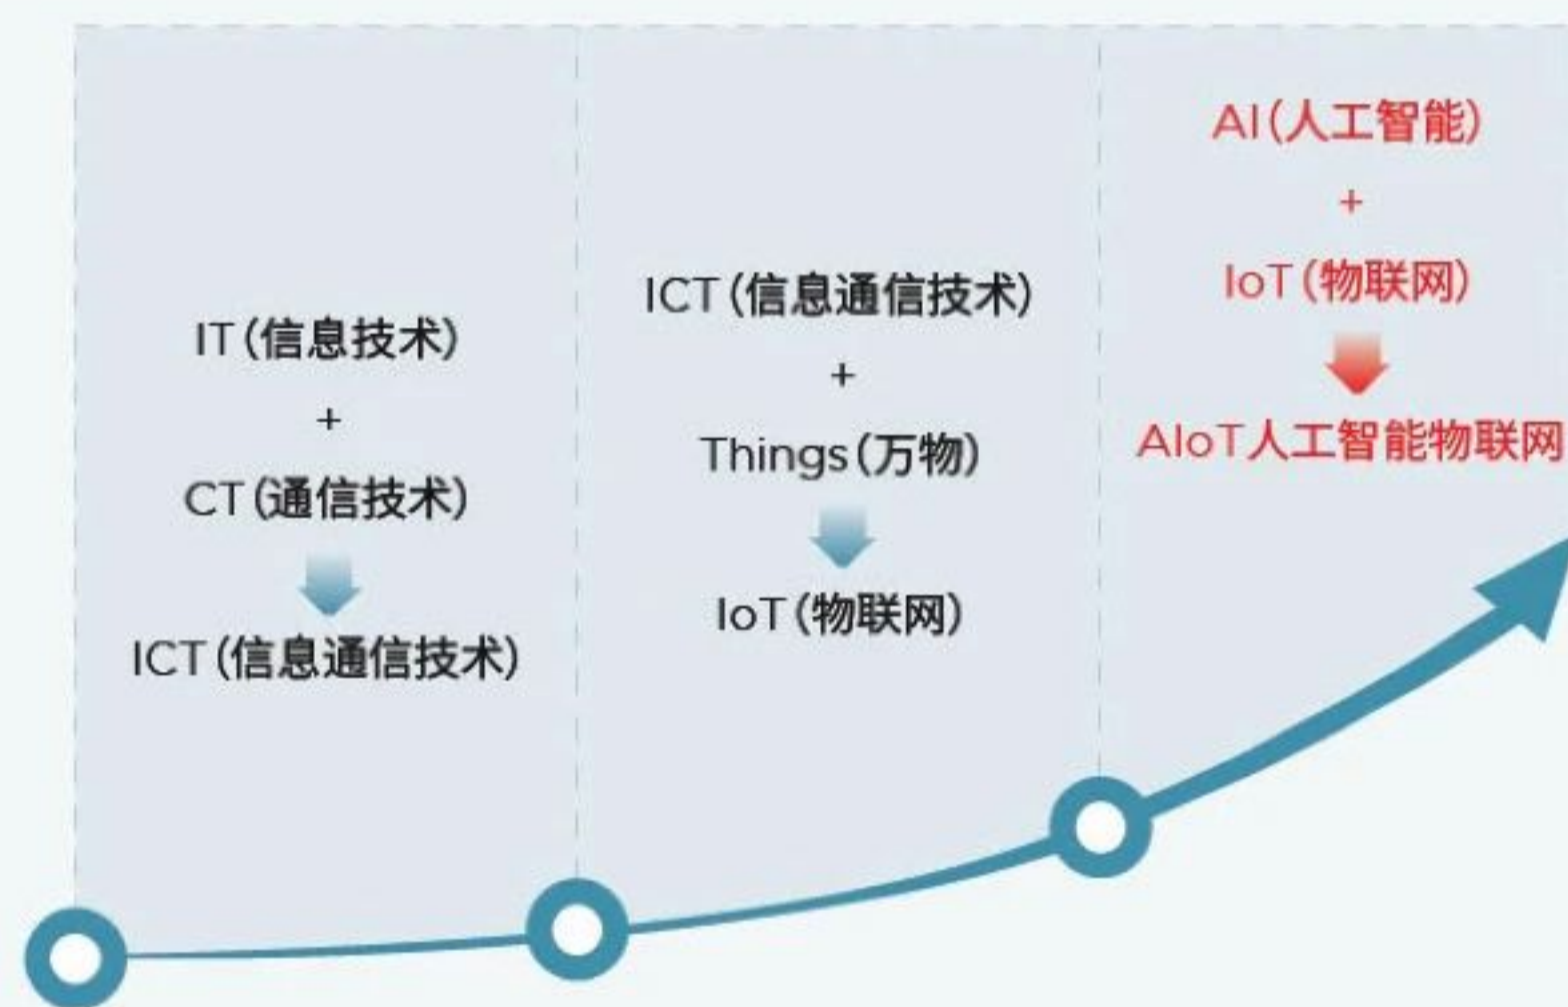 IT(信息技术)
+
CT(通信技术)
ICT(信息通信技术)
ICT(信息通信技术)
+
Things(万物)
IoT(物联网)
AI(人工智能)
+
IoT(物联网)
AIoT人工智能物联网